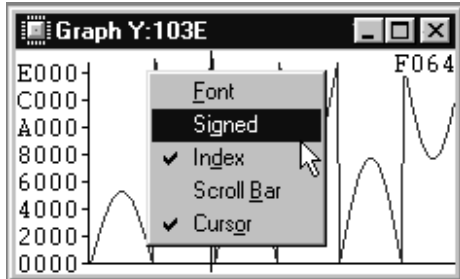 Graph Y:103E
F064
E000
C000
A000
8000
6000
4000
2000
0000
Font
Signed
Index
Scroll Bar
Cursor